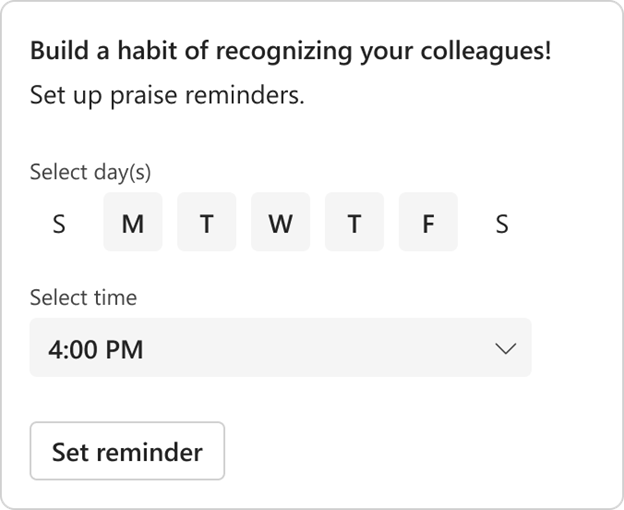 Build a habit of recognizing your colleagues!
Set up praise reminders.
Select day(s)
S M T W T F S
Select time
4:00 PM
Set reminder